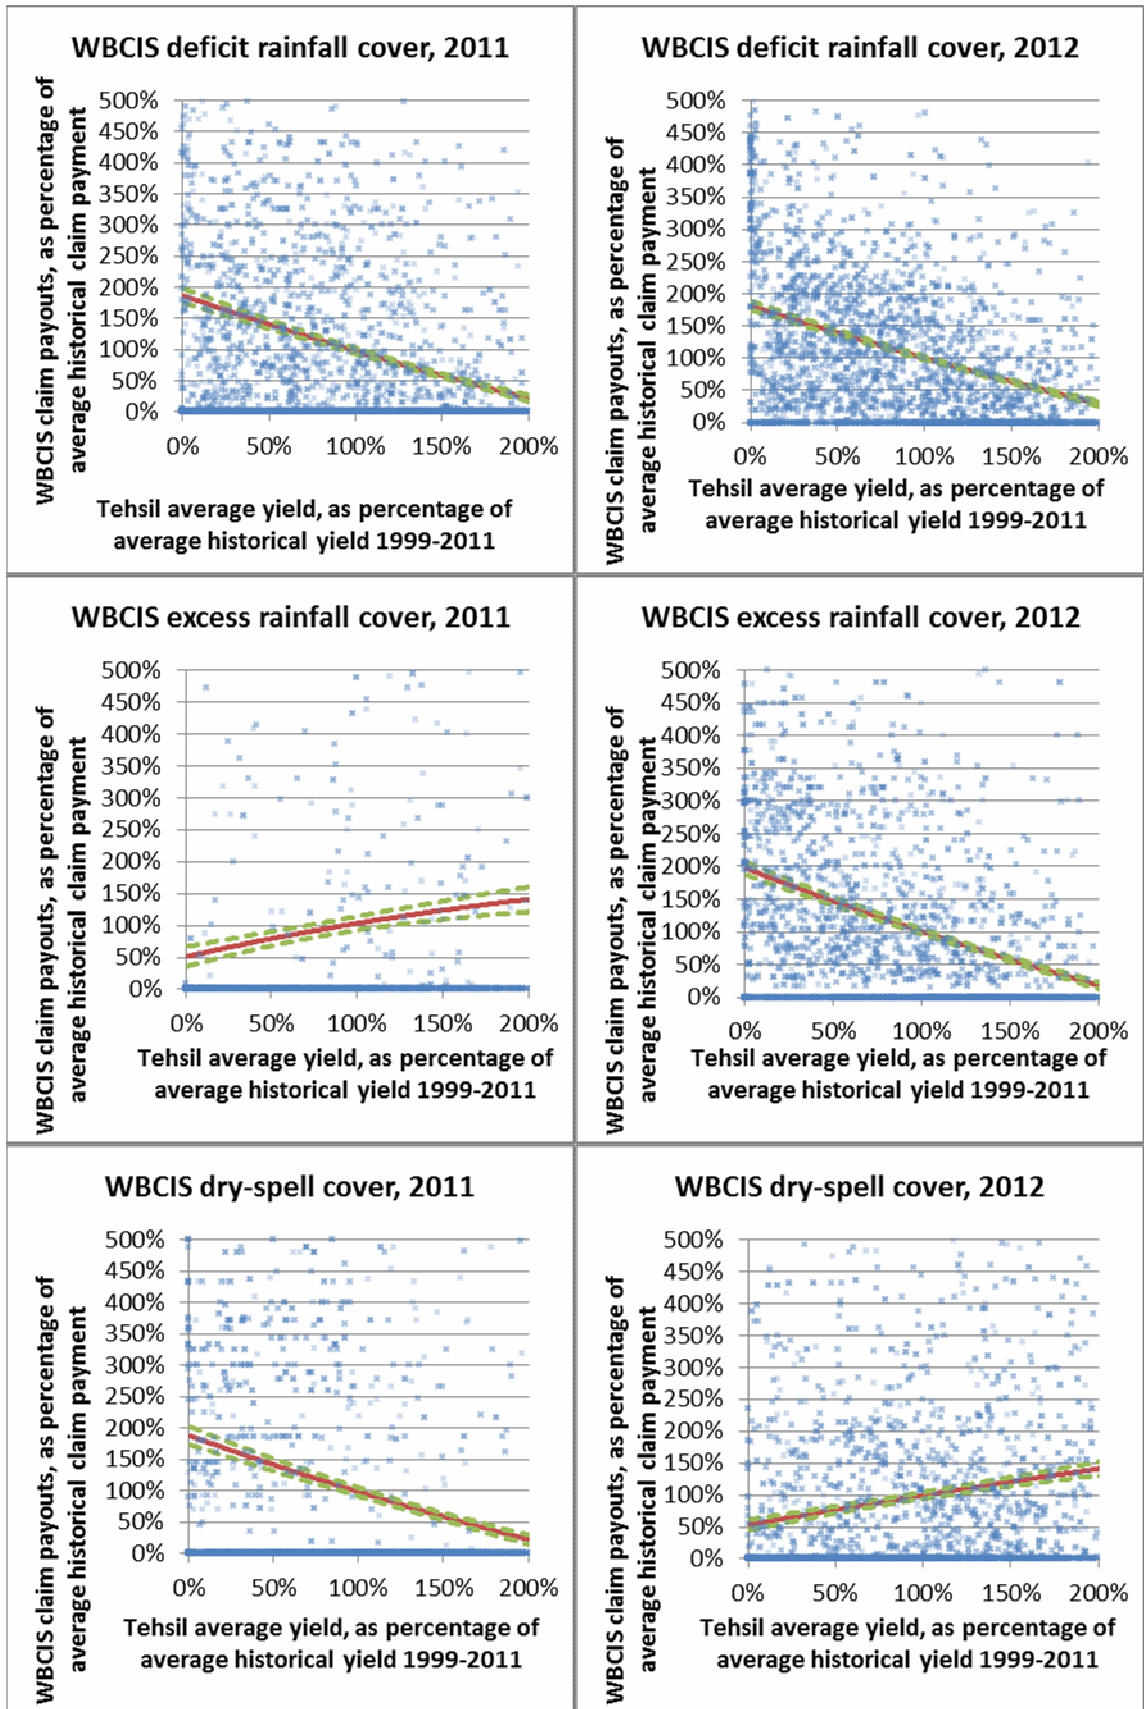 WBCIS deficit rainfall cover, 2011
WBCIS claim payouts, as percentage of
average historical claim payment
500%
450%
400%
350%
300%
250%
200%
150%
100%
50%
0%
0% 50% 100% 150% 200%
Tehsil average yield, as percentage of
average historical yield 1999-2011
WBCIS deficit rainfall cover, 2012
WBCIS claim payouts, as percentage of
average historical claim payment
500%
450%
400%
350%
300%
250%
200%
150%
100%
50%
0%
0% 50% 100% 150% 200%
Tehsil average yield, as percentage of
average historical yield 1999-2011
WBCIS excess rainfall cover, 2011
WBCIS claim payouts, as percentage of
average historical claim payment
500%
450%
400%
350%
300%
250%
200%
150%
100%
50%
0%
0% 50% 100% 150% 200%
Tehsil average yield, as percentage of
average historical yield 1999-2011
WBCIS excess rainfall cover, 2012
WBCIS claim payouts, as percentage of
average historical claim payment
500%
450%
400%
350%
300%
250%
200%
150%
100%
50%
0%
0% 50% 100% 150% 200%
Tehsil average yield, as percentage of
average historical yield 1999-2011
WBCIS dry-spell cover, 2011
WBCIS claim payouts, as percentage of
average historical claim payment
500%
450%
400%
350%
300%
250%
200%
150%
100%
50%
0%
0% 50% 100% 150% 200%
Tehsil average yield, as percentage of
average historical yield 1999-2011
WBCIS dry-spell cover, 2012
WBCIS claim payouts, as percentage of
average historical claim payment
500%
450%
400%
350%
300%
250%
200%
150%
100%
50%
0%
0% 50% 100% 150% 200%
Tehsil average yield, as percentage of
average historical yield 1999-2011